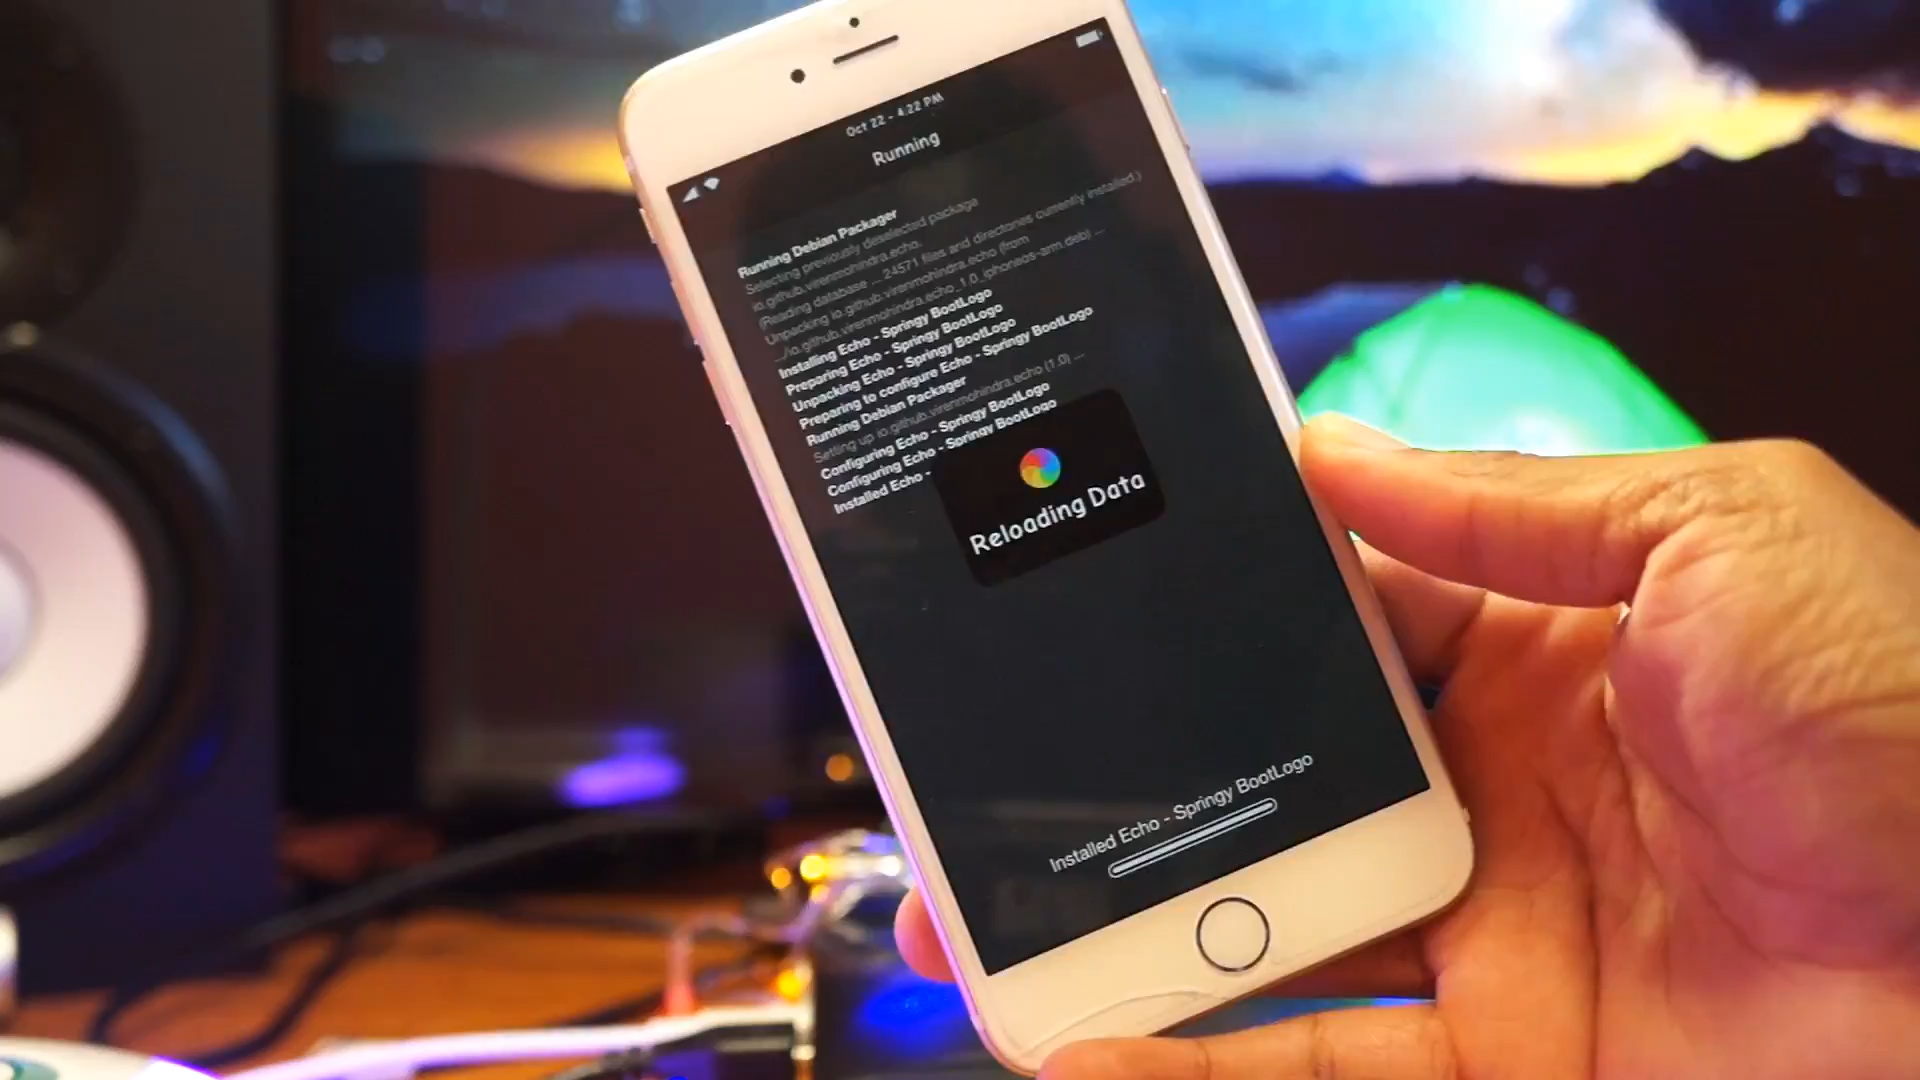 Oct 22 - 4:22 PM
Running
Running Debian Packager
Selecting previously deselected package
io.github.virenmohindra.echo.
(Reading database ... 24571 files and directories currently installed.)
Unpacking io.github.virenmohindra.echo (from
.../io.github.virenmohindra.echo_1.0_iphoneos-arm.deb) ...
Installing Echo - Springy BootLogo
Preparing Echo - Springy BootLogo
Unpacking Echo - Springy BootLogo
Preparing to configure Echo - Springy BootLogo
Running Debian Packager
Setting up io.github.virenmohindra.echo (1.0) ...
Configuring Echo - Springy BootLogo
Configuring Echo - Springy BootLogo
Installed Echo -
Reloading Data
Installed Echo - Springy BootLogo